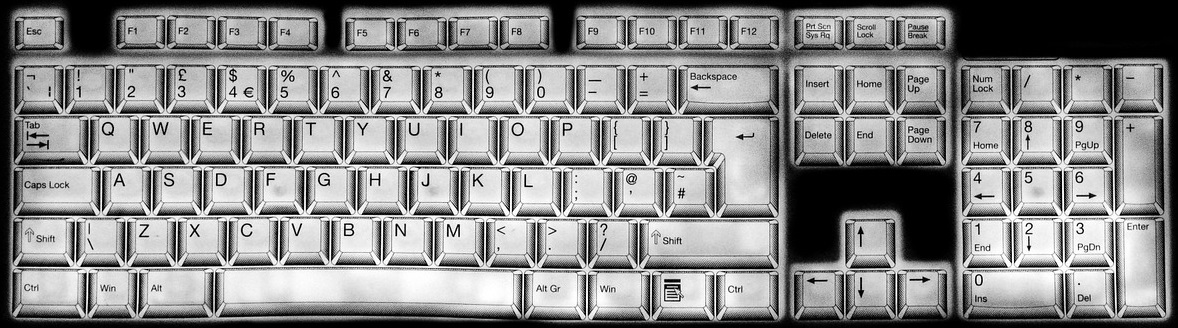 Esc F1 F2 F3 F4 F5 F6 F7 F8 F9 F10 F11 F12 Prt Scn Scroll Pause
Sys Rq Lock Break
¬ ! " £ $ % ^ & * ( ) — + Backspace Insert Home Page Num / * −
` ¦ 1 2 3 4 € 5 6 7 8 9 0 - = ← Up Lock
Tab Q W E R T Y U I O P { } ↵ Delete End Page 7 8 9 +
[ ] Down Home ↑ PgUp
Caps Lock A S D F G H J K L : @ ~ 4 5 6
; ' # ← →
⇧ Shift | Z X C V B N M < > ? ⇧ Shift ↑ 1 2 3 Enter
\ , . / End ↓ PgDn
Ctrl Win Alt Alt Gr Win Ctrl ← ↓ → 0 .
Ins Del